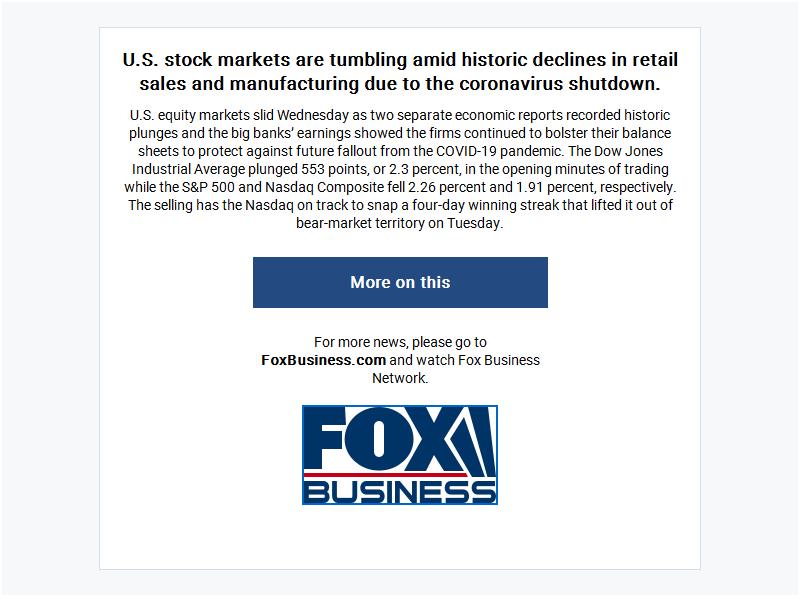 U.S. stock markets are tumbling amid historic declines in retail
sales and manufacturing due to the coronavirus shutdown.
U.S. equity markets slid Wednesday as two separate economic reports recorded historic
plunges and the big banks’ earnings showed the firms continued to bolster their balance
sheets to protect against future fallout from the COVID-19 pandemic. The Dow Jones
Industrial Average plunged 553 points, or 2.3 percent, in the opening minutes of trading
while the S&P 500 and Nasdaq Composite fell 2.26 percent and 1.91 percent, respectively.
The selling has the Nasdaq on track to snap a four-day winning streak that lifted it out of
bear-market territory on Tuesday.
More on this
For more news, please go to
FoxBusiness.com and watch Fox Business
Network.
FOX
BUSINESS